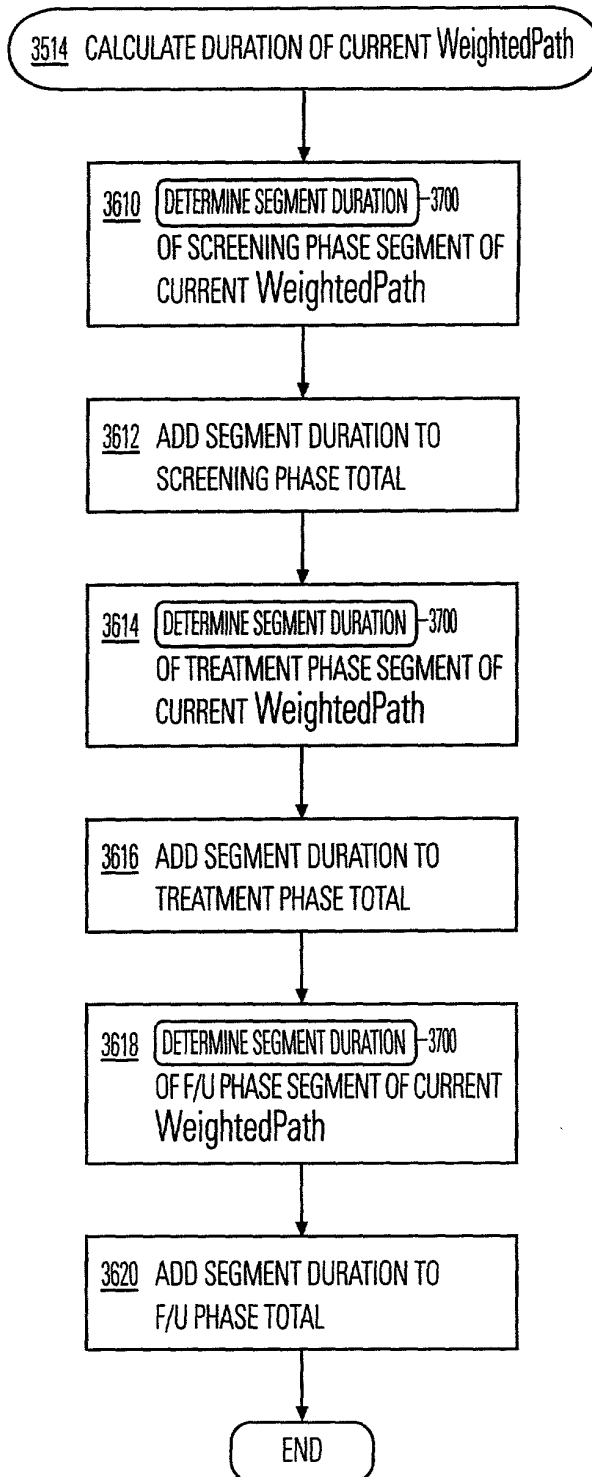 3514 CALCULATE DURATION OF CURRENT WeightedPath
3610 DETERMINE SEGMENT DURATION 3700
OF SCREENING PHASE SEGMENT OF
CURRENT WeightedPath
3612 ADD SEGMENT DURATION TO
SCREENING PHASE TOTAL
3614 DETERMINE SEGMENT DURATION 3700
OF TREATMENT PHASE SEGMENT OF
CURRENT WeightedPath
3616 ADD SEGMENT DURATION TO
TREATMENT PHASE TOTAL
3618 DETERMINE SEGMENT DURATION 3700
OF F/U PHASE SEGMENT OF CURRENT
WeightedPath
3620 ADD SEGMENT DURATION TO
F/U PHASE TOTAL
END